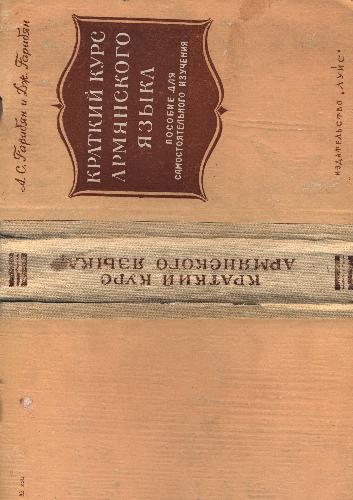 А. С. Гарибян и Дж. Гарибян
КРАТКИЙ КУРС
АРМЯНСКОГО
ЯЗЫКА
ПОСОБИЕ ДЛЯ
САМОСТОЯТЕЛЬНОГО ИЗУЧЕНИЯ
ИЗДАТЕЛЬСТВО „ЛУЙС"
КРАТКИЙ КУРС
АРМЯНСКОГО ЯЗЫКА